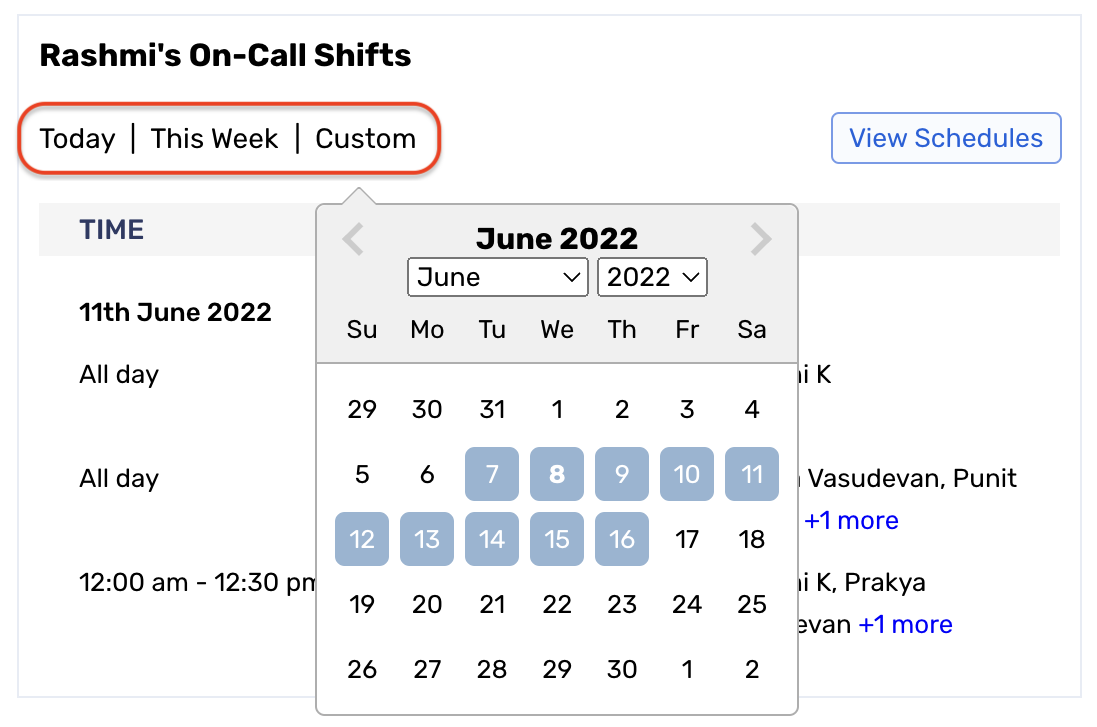 Rashmi's On-Call Shifts
Today | This Week | Custom
View Schedules
TIME
11th June 2022
All day
All day
12:00 am - 12:30 pm
June 2022
June 2022
Su Mo Tu We Th Fr Sa
29 30 31 1 2 3 4
5 6 7 8 9 10 11
12 13 14 15 16 17 18
19 20 21 22 23 24 25
26 27 28 29 30 1 2
K
Vasudevan, Punit
+1 more
K, Prakya
+1 more